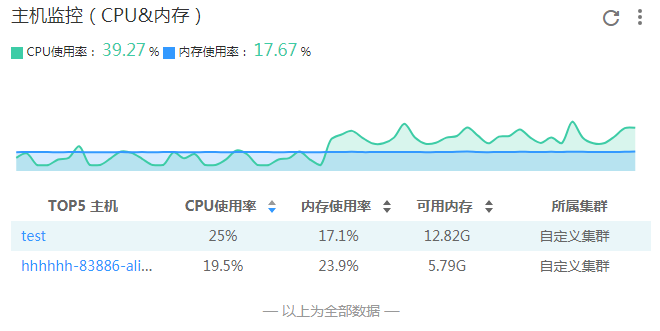 主机监控（CPU&内存）
CPU使用率： 39.27 % 内存使用率： 17.67 %
TOP5 主机 CPU使用率 内存使用率 可用内存 所属集群
test 25% 17.1% 12.82G 自定义集群
hhhhhh-83886-ali... 19.5% 23.9% 5.79G 自定义集群
— 以上为全部数据 —